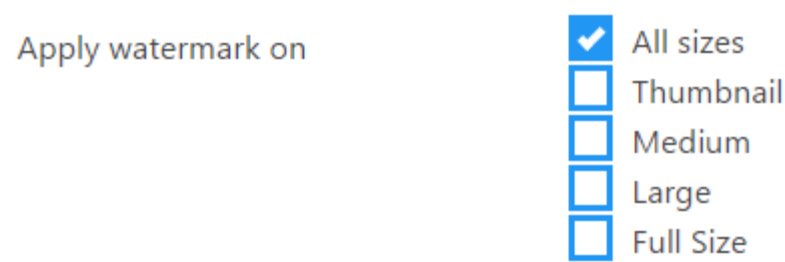 Apply watermark on
All sizes
Thumbnail
Medium
Large
Full Size